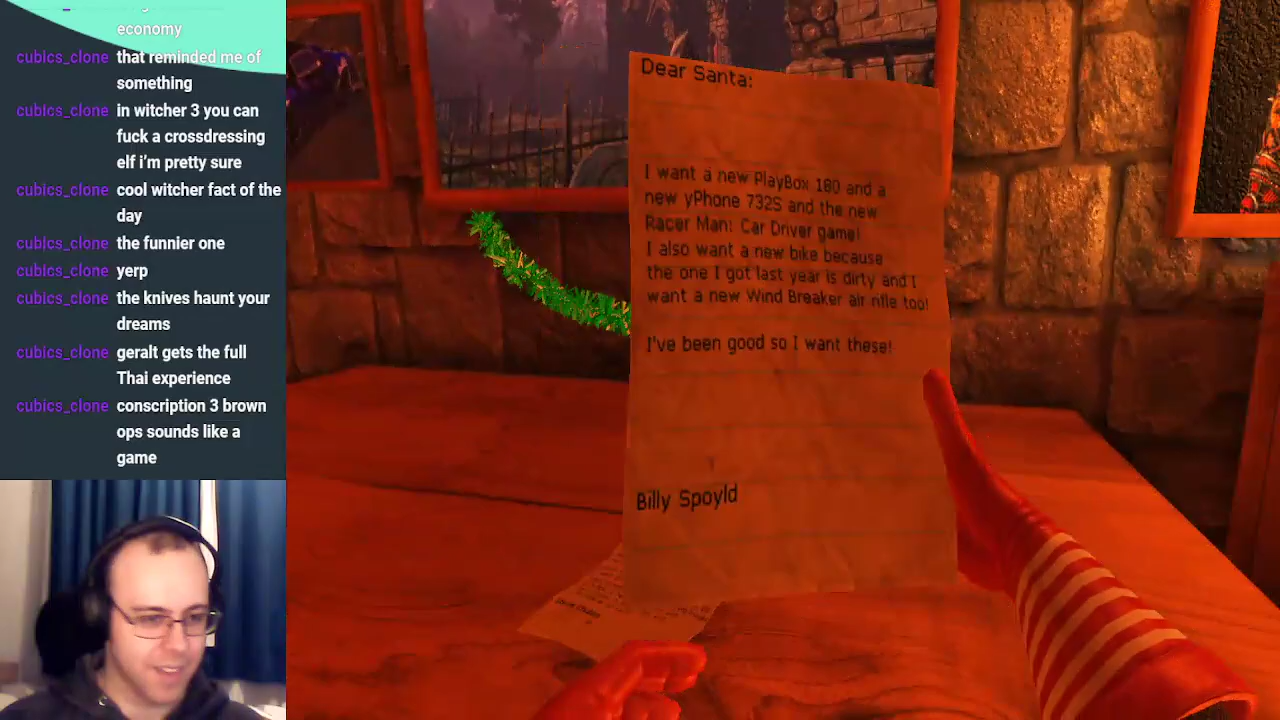 economy
cubics_clone that reminded me of
something
cubics_clone in witcher 3 you can
fuck a crossdressing
elf i'm pretty sure
cubics_clone cool witcher fact of the
day
cubics_clone the funnier one
cubics_clone yerp
cubics_clone the knives haunt your
dreams
cubics_clone geralt gets the full
Thai experience
cubics_clone conscription 3 brown
ops sounds like a
game
Dear Santa:
I want a new PlayBox 180 and a
new yPhone 732S and the new
Racer Man: Car Driver game!
I also want a new bike because
the one I got last year is dirty and I
want a new Wind Breaker air rifle too!
I've been good so I want these!
Billy Spoyld